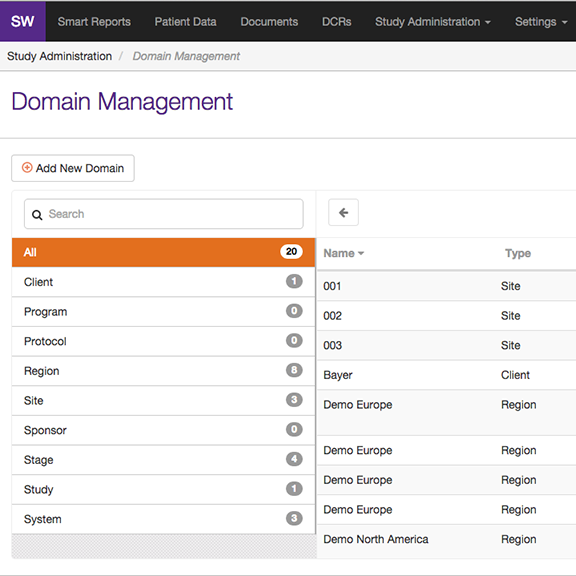 SW Smart Reports Patient Data Documents DCRs Study Administration Settings
Study Administration / Domain Management
Domain Management
Add New Domain
Search
All 20
Client 1
Program 0
Protocol 0
Region 8
Site 3
Sponsor 0
Stage 4
Study 1
System 3
Name Type
001 Site
002 Site
003 Site
Bayer Client
Demo Europe Region
Demo Europe Region
Demo Europe Region
Demo Europe Region
Demo North America Region